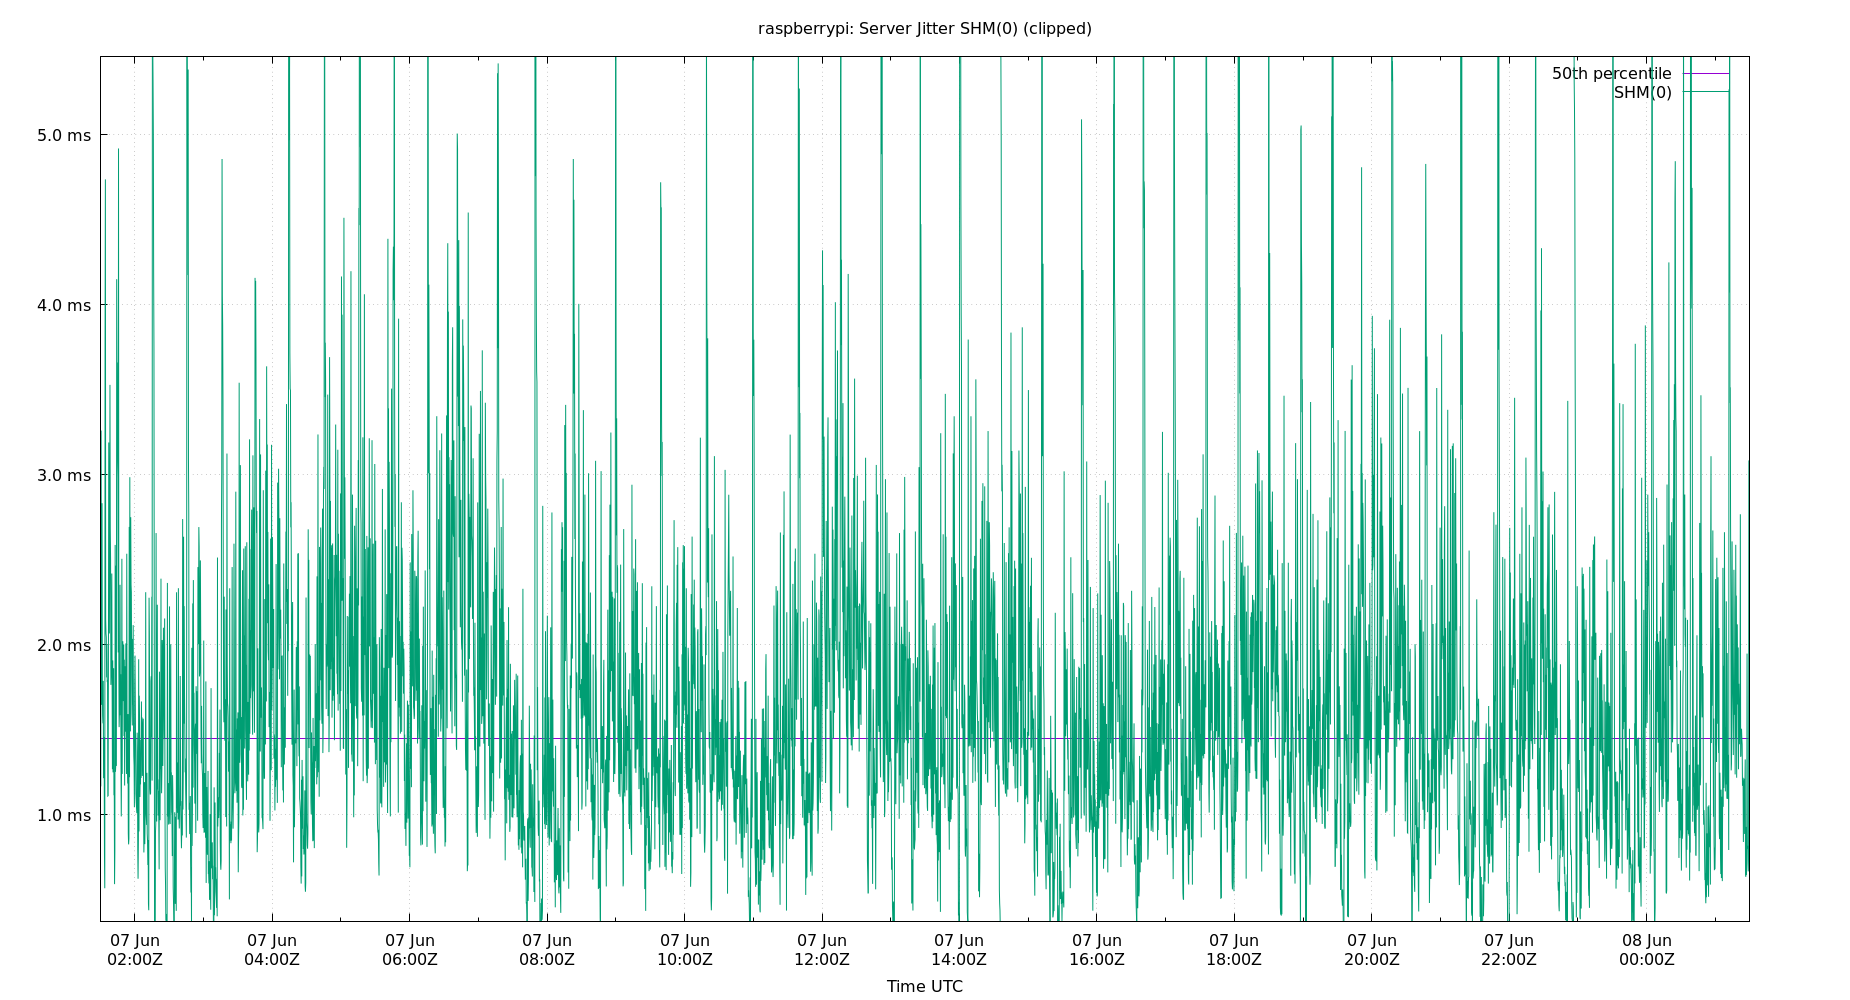 raspberrypi: Server Jitter SHM(0) (clipped)
50th percentile
SHM(0)
5.0 ms
4.0 ms
3.0 ms
2.0 ms
1.0 ms
07 Jun 07 Jun 07 Jun 07 Jun 07 Jun 07 Jun 07 Jun 07 Jun 07 Jun 07 Jun 07 Jun 08 Jun
02:00Z 04:00Z 06:00Z 08:00Z 10:00Z 12:00Z 14:00Z 16:00Z 18:00Z 20:00Z 22:00Z 00:00Z
Time UTC